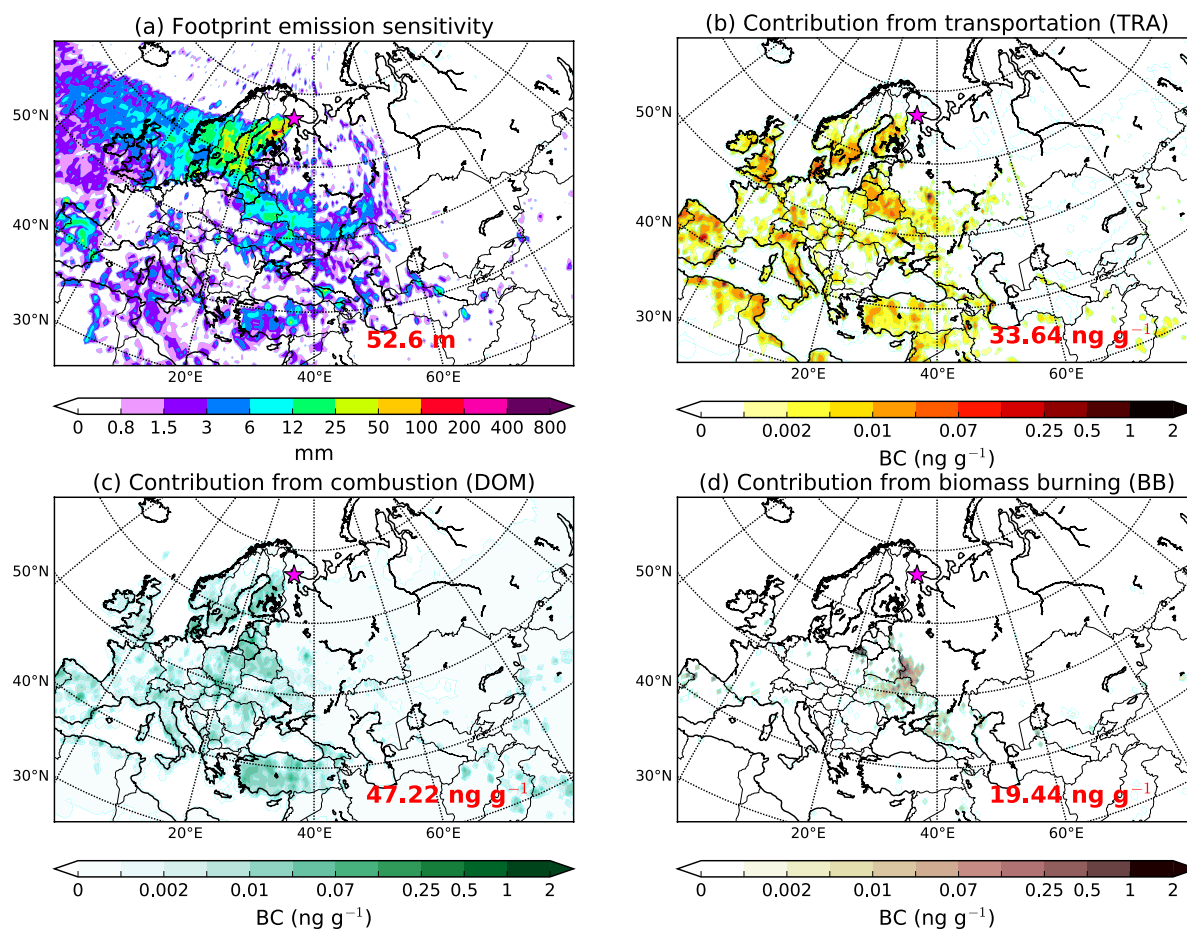 (a) Footprint emission sensitivity
50°N
40°N
30°N
52.6 m
20°E 40°E 60°E
0 0.8 1.5 3 6 12 25 50 100 200 400 800
mm
(b) Contribution from transportation (TRA)
50°N
40°N
30°N
33.64 ng g⁻¹
20°E 40°E 60°E
0 0.002 0.01 0.07 0.25 0.5 1 2
BC (ng g⁻¹)
(c) Contribution from combustion (DOM)
50°N
40°N
30°N
47.22 ng g⁻¹
20°E 40°E 60°E
0 0.002 0.01 0.07 0.25 0.5 1 2
BC (ng g⁻¹)
(d) Contribution from biomass burning (BB)
50°N
40°N
30°N
19.44 ng g⁻¹
20°E 40°E 60°E
0 0.002 0.01 0.07 0.25 0.5 1 2
BC (ng g⁻¹)